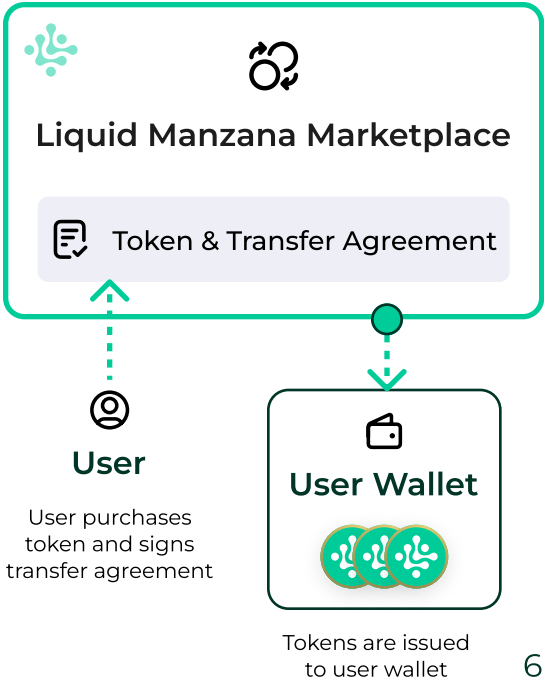 Liquid Manzana Marketplace
Token & Transfer Agreement
User
User purchases
token and signs
transfer agreement
User Wallet
Tokens are issued
to user wallet
6